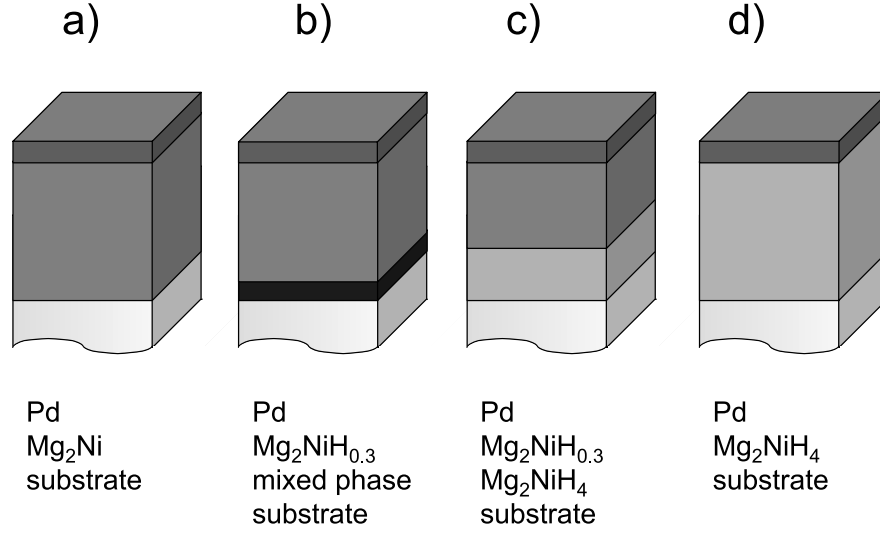 a)
b)
c)
d)
Pd
Mg₂Ni
substrate
Pd
Mg₂NiH₀.₃
mixed phase
substrate
Pd
Mg₂NiH₀.₃
Mg₂NiH₄
substrate
Pd
Mg₂NiH₄
substrate